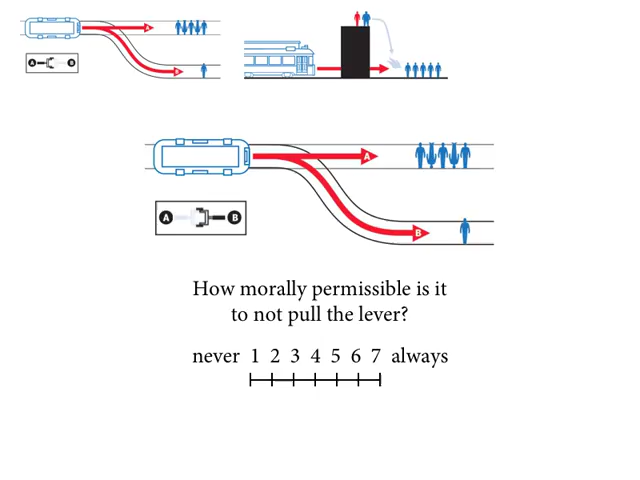 A
B
A B
A
B
A B
How morally permissible is it
to not pull the lever?
never 1 2 3 4 5 6 7 always